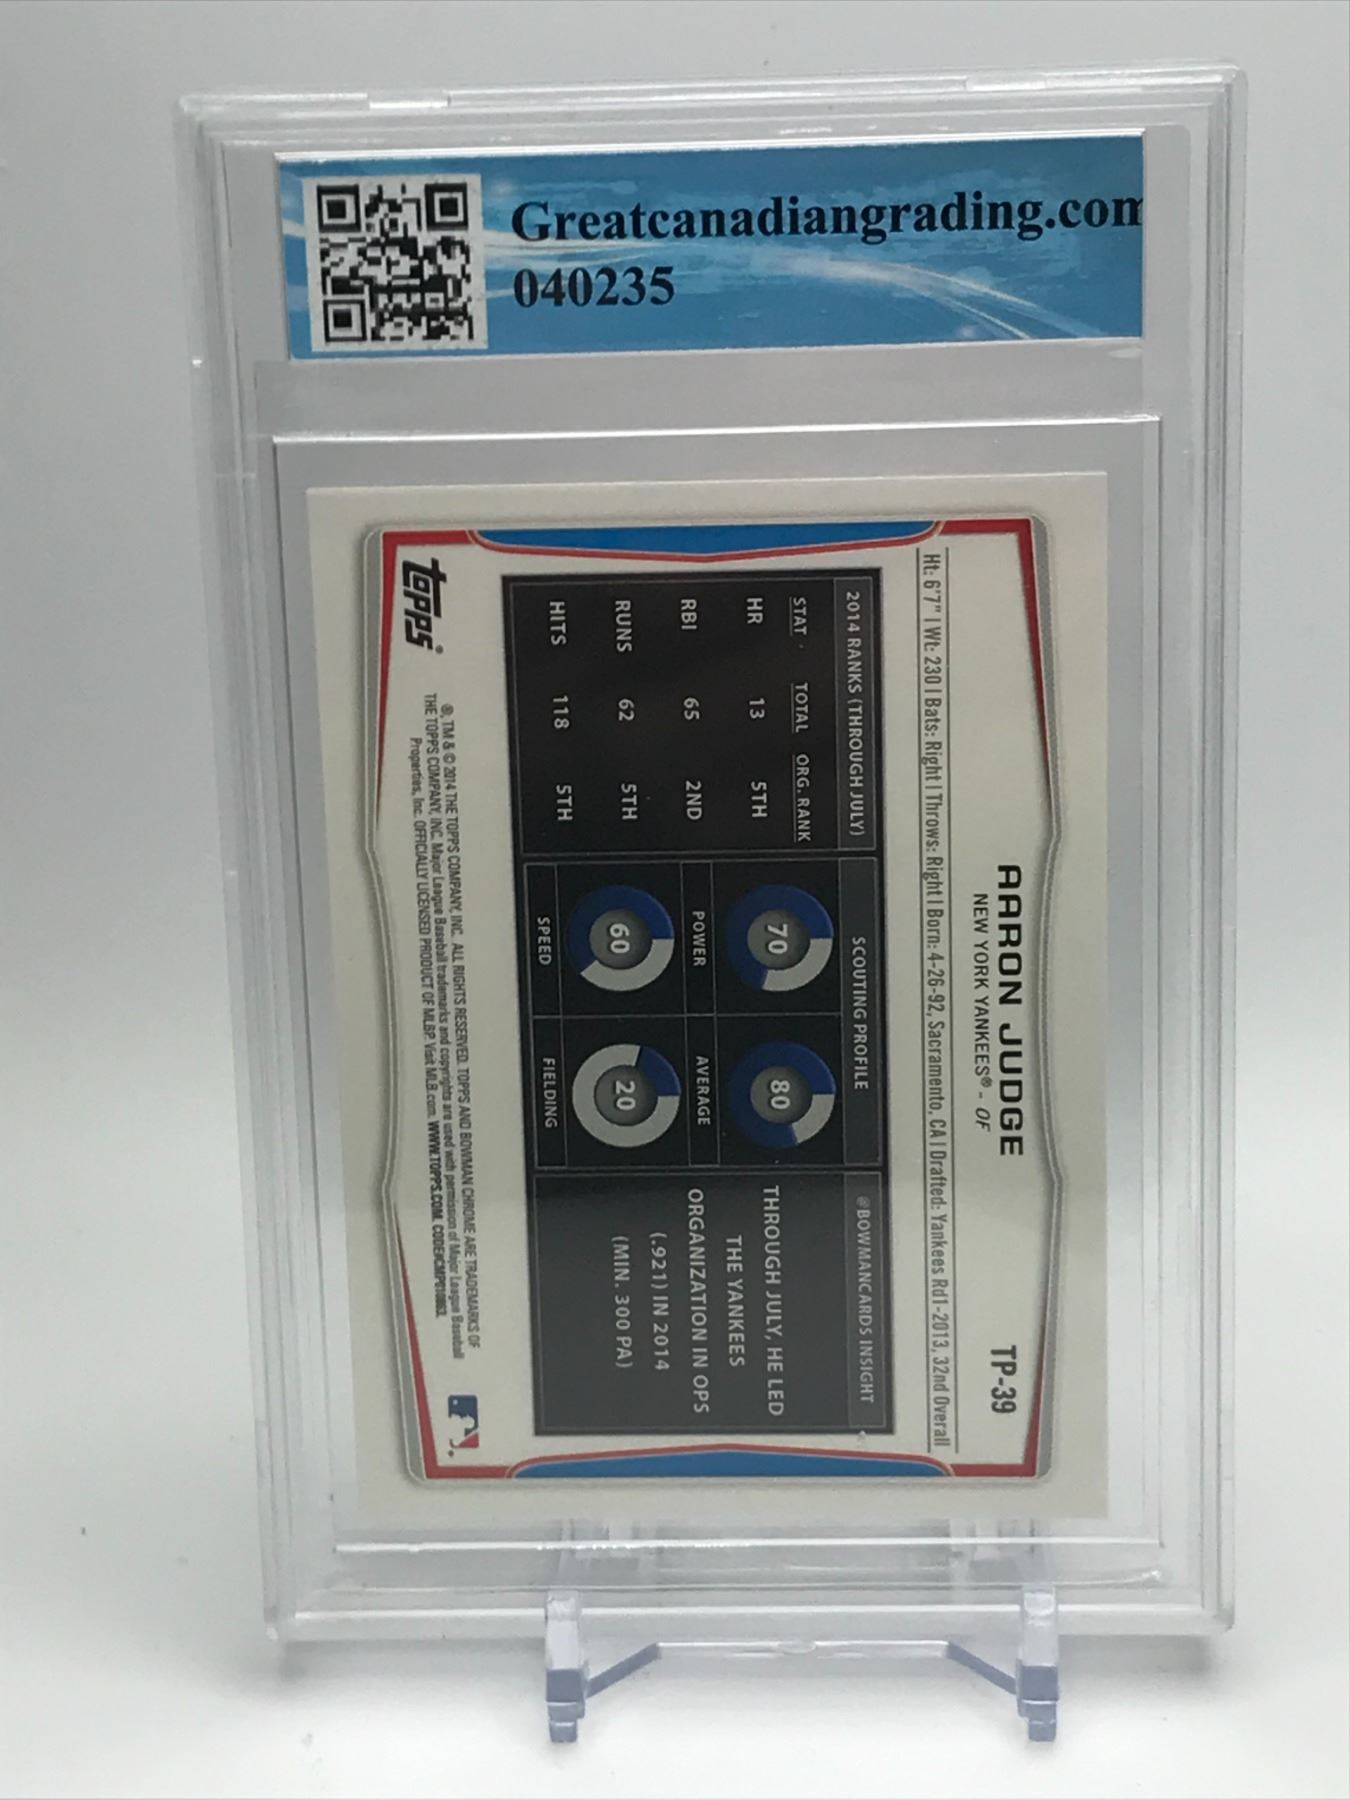 Greatcanadiangrading.com
040235
AARON JUDGE
NEW YORK YANKEES® - OF
TP-39
Ht: 6'7" | Wt: 230 | Bats: Right | Throws: Right | Born: 4-26-92, Sacramento, CA | Drafted: Yankees Rd1-2013, 32nd Overall
2014 RANKS (THROUGH JULY)
STAT TOTAL ORG. RANK
HR 13 5TH
RBI 65 2ND
RUNS 62 5TH
HITS 118 5TH
SCOUTING PROFILE
70 80
POWER AVERAGE
60 20
SPEED FIELDING
@BOWMANCARDS INSIGHT
THROUGH JULY, HE LED
THE YANKEES
ORGANIZATION IN OPS
(.921) IN 2014
(MIN. 300 PA)
topps®
®, TM & © 2014 THE TOPPS COMPANY, INC. ALL RIGHTS RESERVED. TOPPS AND BOWMAN CHROME ARE TRADEMARKS OF
THE TOPPS COMPANY, INC. Major League Baseball trademarks and copyrights are used with permission of Major League Baseball
Properties, Inc. OFFICIALLY LICENSED PRODUCT OF MLBP. Visit MLB.com. WWW.TOPPS.COM.